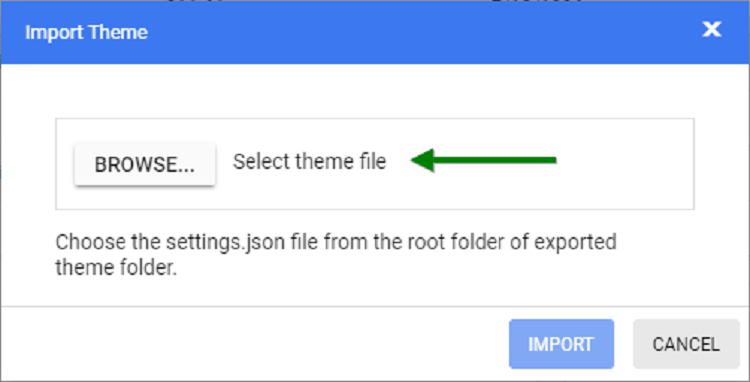 Import Theme
BROWSE... Select theme file
Choose the settings.json file from the root folder of exported
theme folder.
IMPORT CANCEL